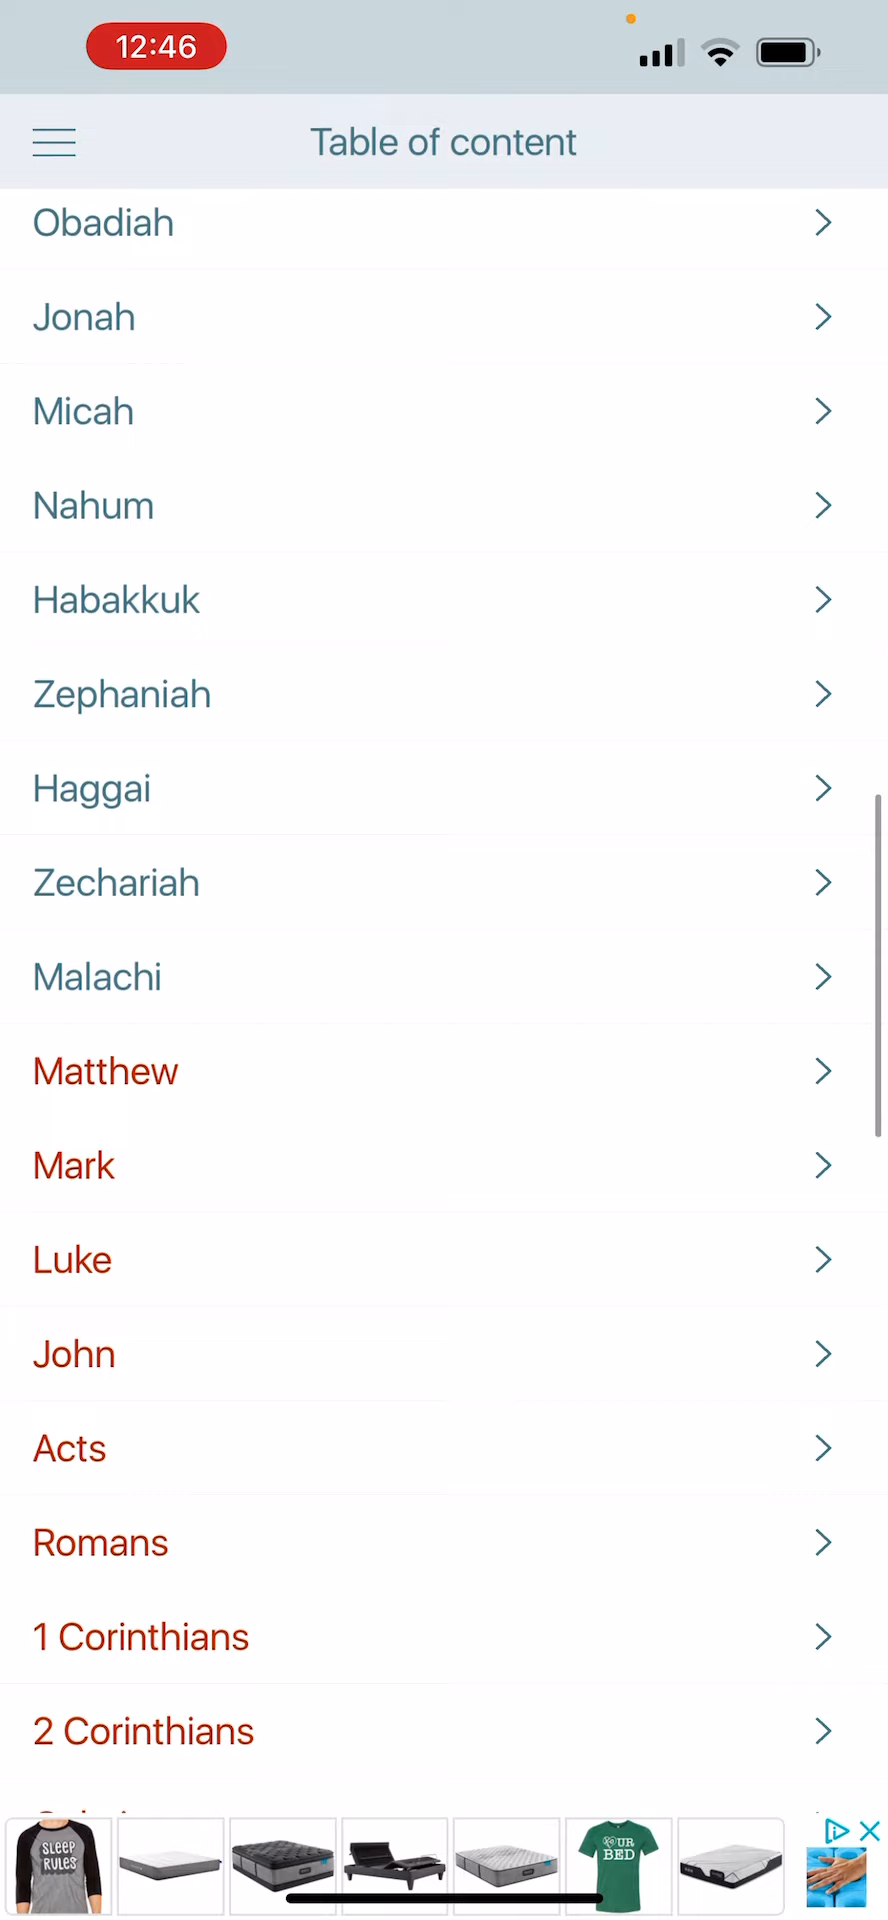 12:46
Table of content
Obadiah
Jonah
Micah
Nahum
Habakkuk
Zephaniah
Haggai
Zechariah
Malachi
Matthew
Mark
Luke
John
Acts
Romans
1 Corinthians
2 Corinthians
SLEEP
RULES
UR
BED